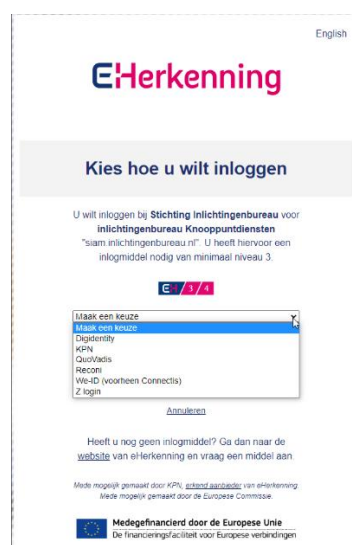 English
eHerkenning
Kies hoe u wilt inloggen
U wilt inloggen bij Stichting Inlichtingenbureau voor
inlichtingenbureau Knooppuntdiensten
"siam.inlichtingenbureau.nl". U heeft hiervoor een
inlogmiddel nodig van minimaal niveau 3.
eH / 3 / 4
Maak een keuze
Maak een keuze
Digidentity
KPN
QuoVadis
Reconi
We-ID (voorheen Connectis)
Z login
Annuleren
Heeft u nog geen inlogmiddel? Ga dan naar de
website van eHerkenning en vraag een middel aan.
Mede mogelijk gemaakt door KPN, erkend aanbieder van eHerkenning.
Mede mogelijk gemaakt door de Europese Commissie.
Medegefinancierd door de Europese Unie
De financieringsfaciliteit voor Europese verbindingen